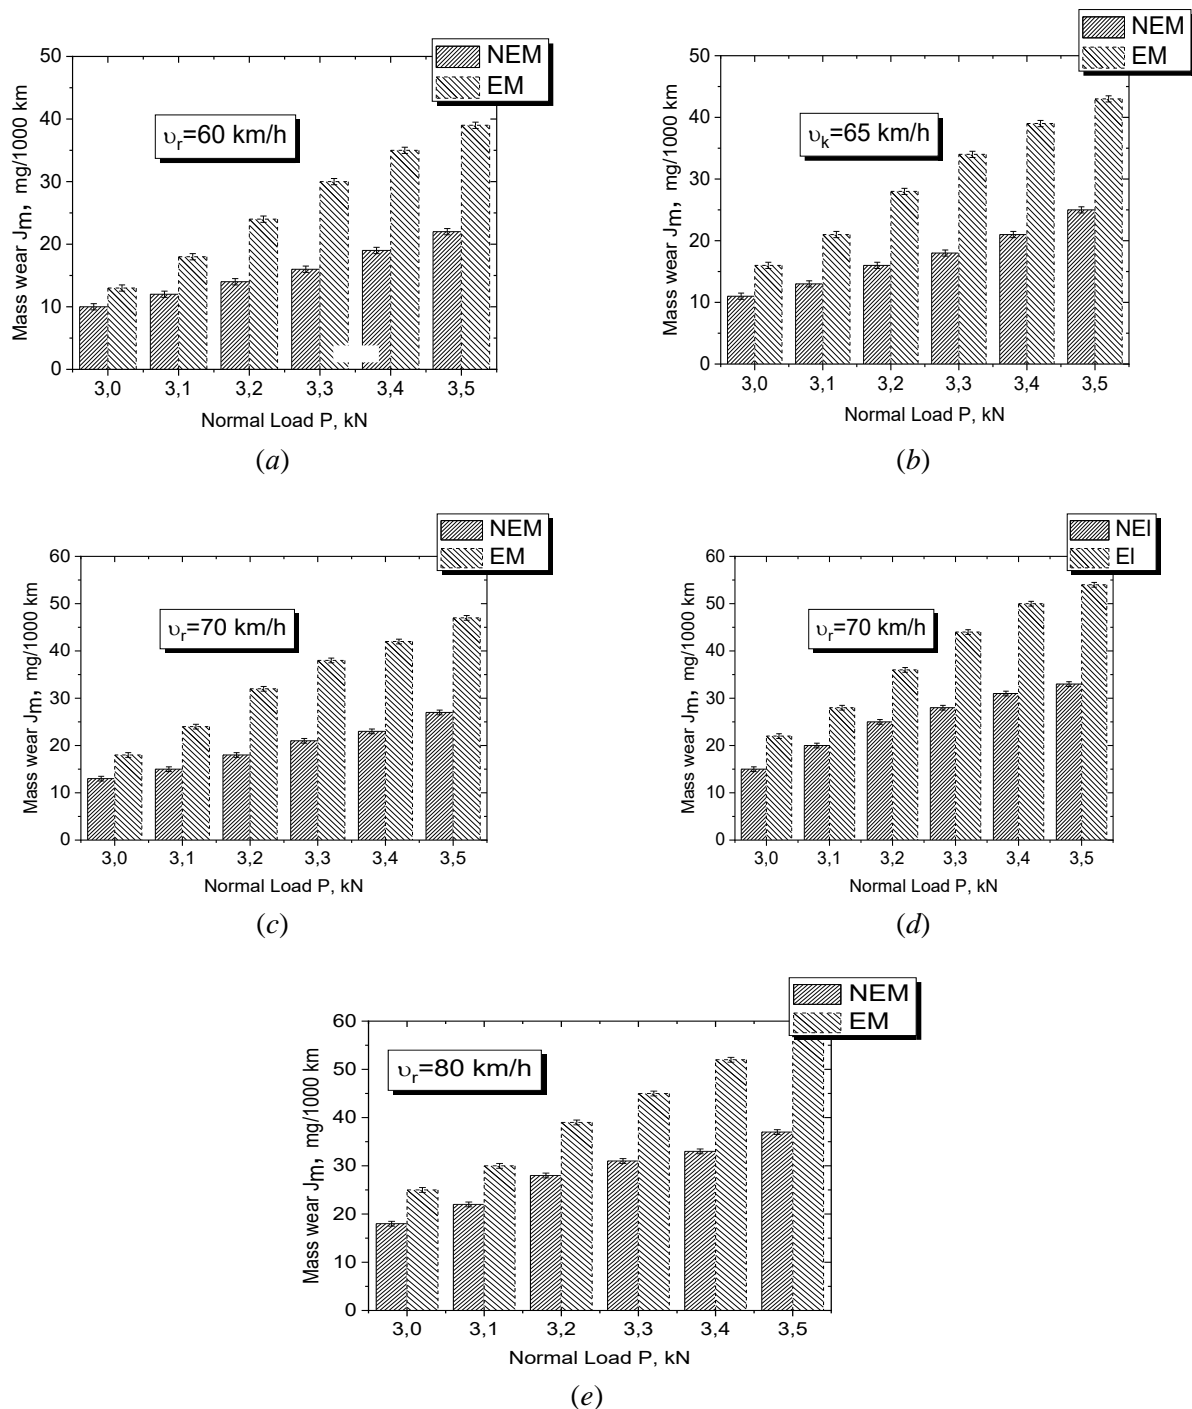 NEM
EM
υr=60 km/h
Mass wear Jm, mg/1000 km
50
40
30
20
10
0
3,0 3,1 3,2 3,3 3,4 3,5
Normal Load P, kN
(a)
NEM
EM
υk=65 km/h
Mass wear Jm, mg/1000 km
50
40
30
20
10
0
3,0 3,1 3,2 3,3 3,4 3,5
Normal Load P, kN
(b)
NEM
EM
υr=70 km/h
Mass wear Jm, mg/1000 km
60
50
40
30
20
10
0
3,0 3,1 3,2 3,3 3,4 3,5
Normal Load P, kN
(c)
NEI
EI
υr=70 km/h
Mass wear Jm, mg/1000 km
60
50
40
30
20
10
0
3,0 3,1 3,2 3,3 3,4 3,5
Normal Load P, kN
(d)
NEM
EM
υr=80 km/h
Mass wear Jm, mg/1000 km
60
50
40
30
20
10
0
3,0 3,1 3,2 3,3 3,4 3,5
Normal Load P, kN
(e)